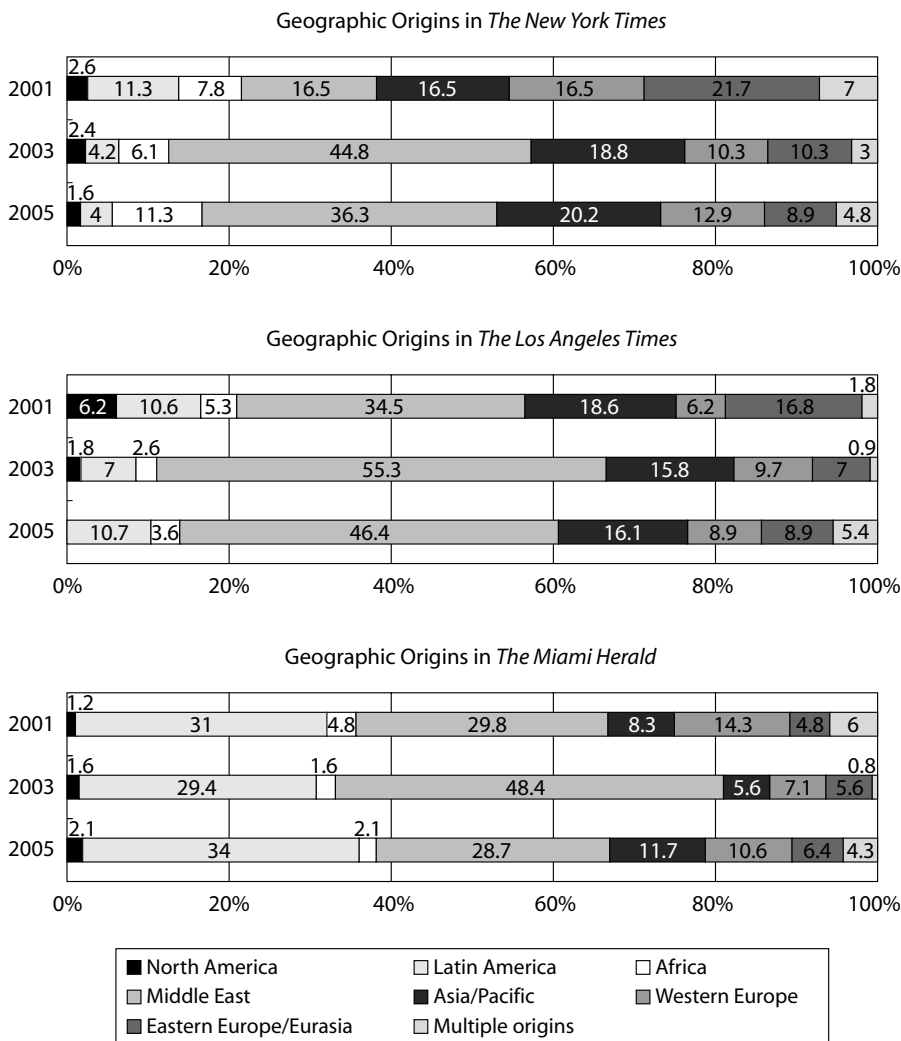 Geographic Origins in The New York Times
2.6
2001 11.3 7.8 16.5 16.5 16.5 21.7 7
2.4
2003 4.2 6.1 44.8 18.8 10.3 10.3 3
1.6
2005 4 11.3 36.3 20.2 12.9 8.9 4.8
0% 20% 40% 60% 80% 100%
Geographic Origins in The Los Angeles Times
1.8
2001 6.2 10.6 5.3 34.5 18.6 6.2 16.8
1.8 2.6 0.9
2003 7 55.3 15.8 9.7 7
2005 10.7 3.6 46.4 16.1 8.9 8.9 5.4
0% 20% 40% 60% 80% 100%
Geographic Origins in The Miami Herald
1.2
2001 31 4.8 29.8 8.3 14.3 4.8 6
1.6 1.6 0.8
2003 29.4 48.4 5.6 7.1 5.6
2.1 2.1
2005 34 28.7 11.7 10.6 6.4 4.3
0% 20% 40% 60% 80% 100%
North America Latin America Africa
Middle East Asia/Pacific Western Europe
Eastern Europe/Eurasia Multiple origins